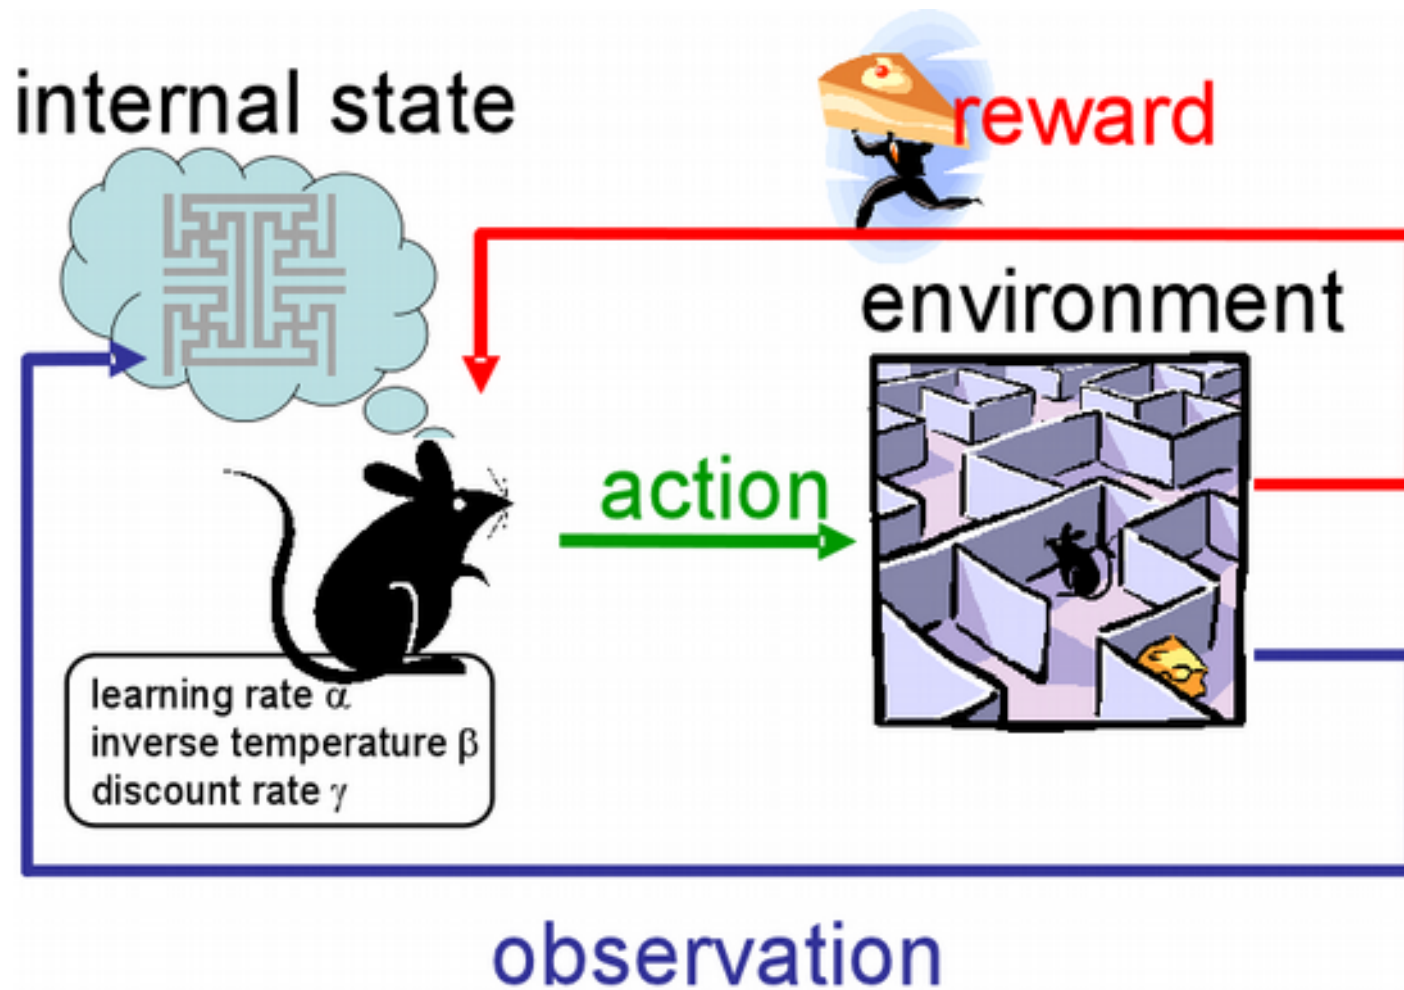 internal state
reward
environment
action
learning rate α
inverse temperature β
discount rate γ
observation